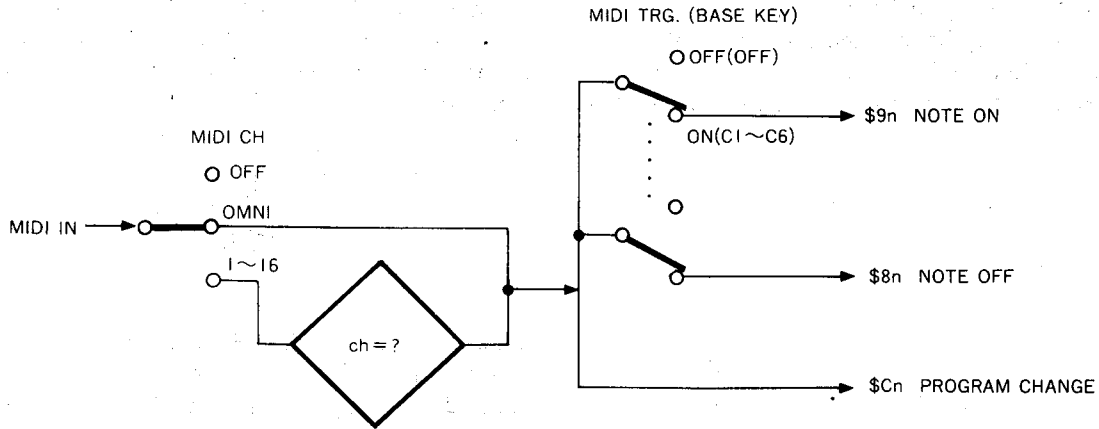 MIDI TRG. (BASE KEY)
OFF(OFF)
$9n NOTE ON
ON(C1～C6)
MIDI CH
OFF
OMNI
MIDI IN
1～16
$8n NOTE OFF
ch=?
$Cn PROGRAM CHANGE